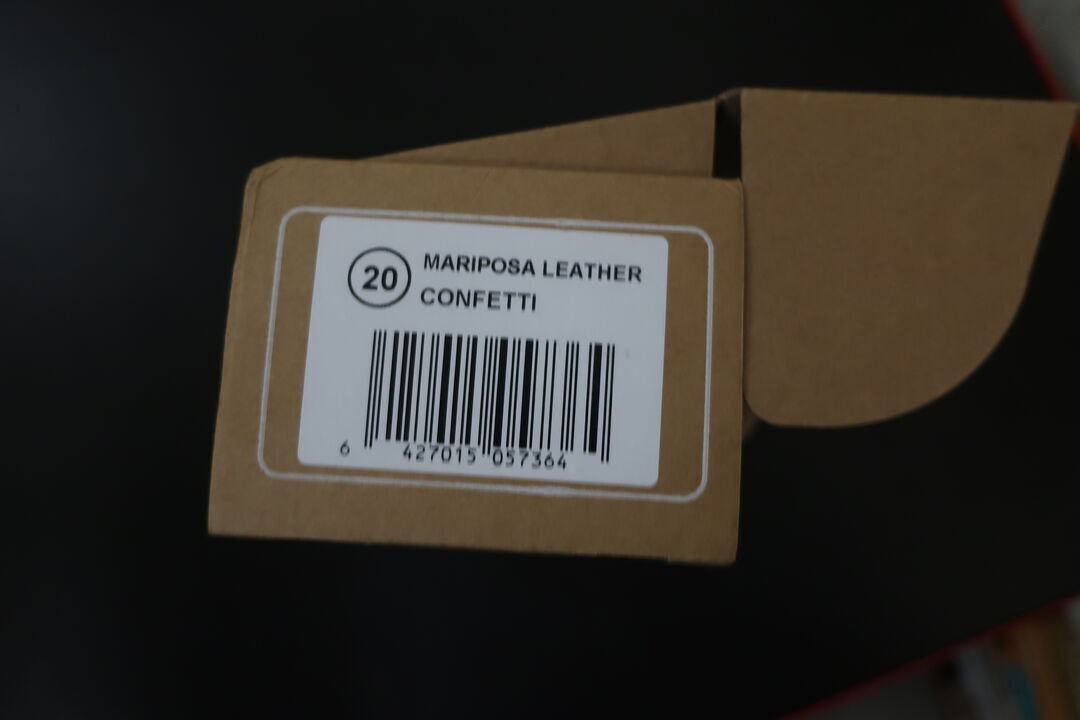 20
MARIPOSA LEATHER
CONFETTI
6 427015 057364